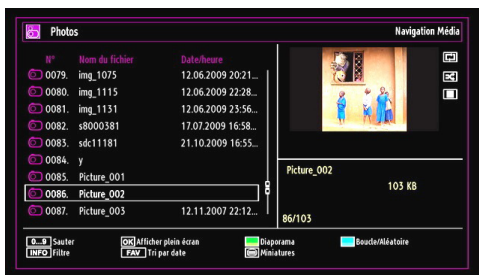 Photos Navigation Média
N° Nom du fichier Date/heure
0079. img_1075 12.06.2009 20:21...
0080. img_1115 12.06.2009 22:28...
0081. img_1131 12.06.2009 23:56...
0082. s8000381 17.07.2009 16:58...
0083. sdc11181 21.10.2009 16:55...
0084. y
0085. Picture_001
0086. Picture_002
0087. Picture_003 12.11.2007 22:12...
Picture_002
103 KB
86/103
0...9 Sauter OK Afficher plein écran Diaporama Boucle/Aléatoire
INFO Filtre FAV Tri par date Miniatures